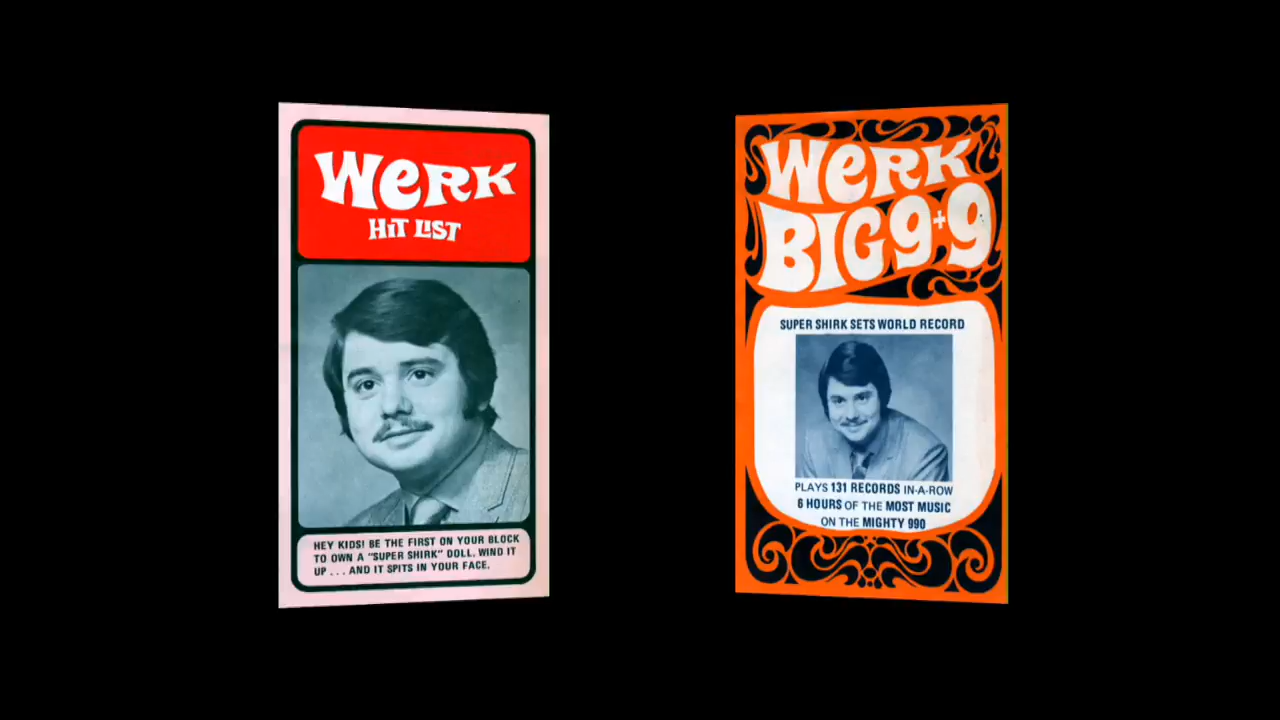 WERK
HIT LIST
HEY KIDS! BE THE FIRST ON YOUR BLOCK
TO OWN A "SUPER SHIRK" DOLL. WIND IT
UP . . . AND IT SPITS IN YOUR FACE.
WERK
BIG 9+9
SUPER SHIRK SETS WORLD RECORD
PLAYS 131 RECORDS IN-A-ROW
6 HOURS OF THE MOST MUSIC
ON THE MIGHTY 990